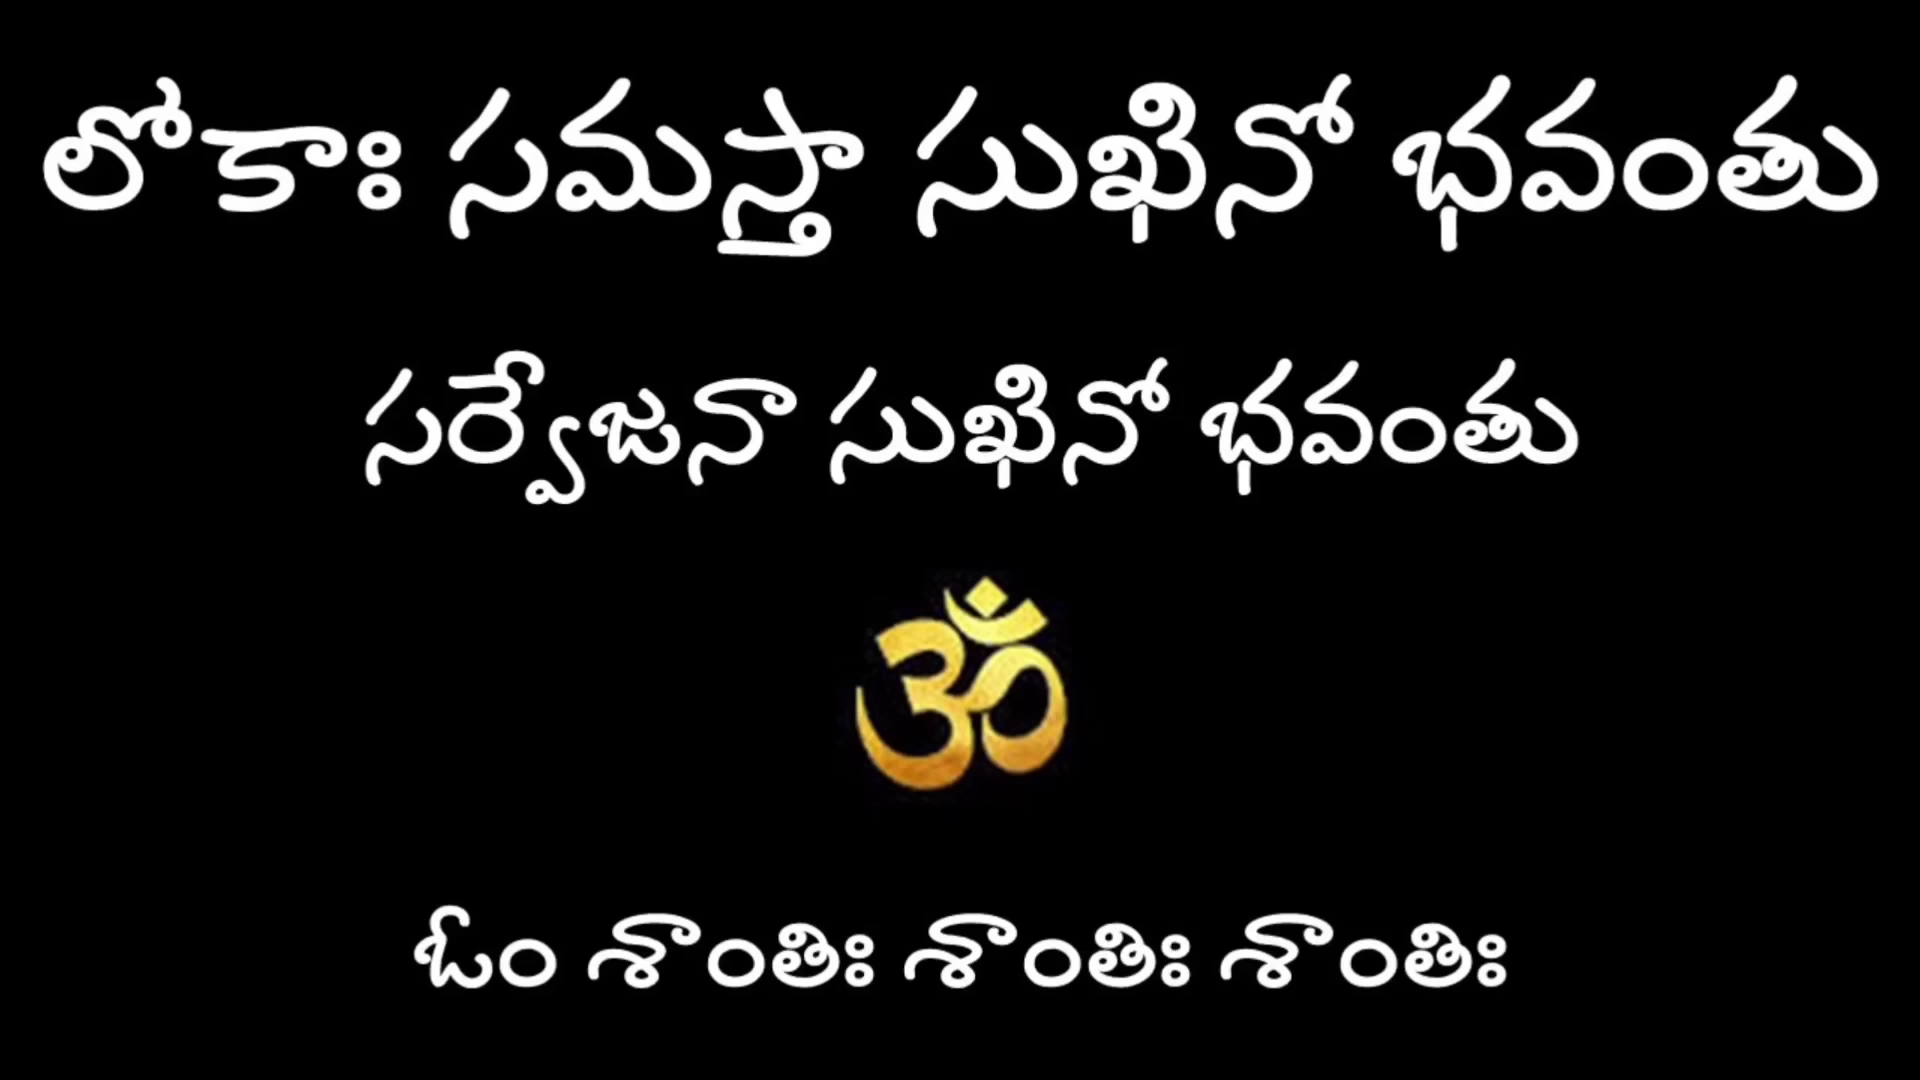 లోకాః సమస్తా సుఖినో భవంతు
సర్వేజనా సుఖినో భవంతు
ॐ
ఓం శాంతిః శాంతిః శాంతిః